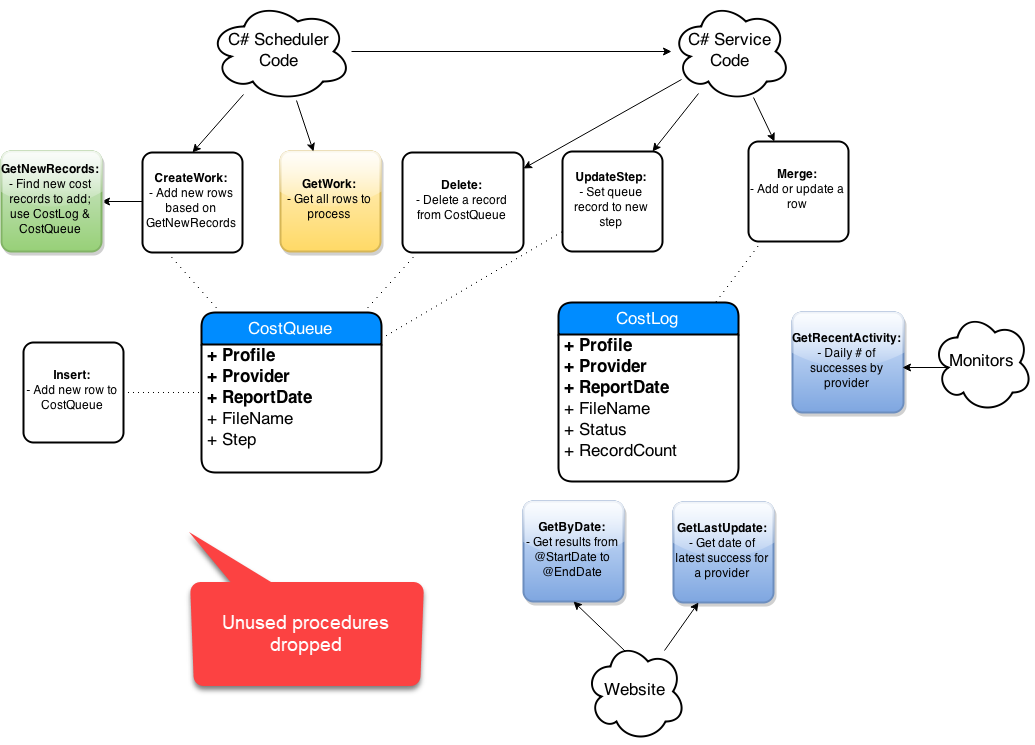 C# Scheduler
Code
C# Service
Code
GetNewRecords:
- Find new cost
records to add;
use CostLog &
CostQueue
CreateWork:
- Add new rows
based on
GetNewRecords
GetWork:
- Get all rows to
process
Delete:
- Delete a record
from CostQueue
UpdateStep:
- Set queue
record to new
step
Merge:
- Add or update a
row
Insert:
- Add new row to
CostQueue
CostQueue
+ Profile
+ Provider
+ ReportDate
+ FileName
+ Step
CostLog
+ Profile
+ Provider
+ ReportDate
+ FileName
+ Status
+ RecordCount
GetRecentActivity:
- Daily # of
successes by
provider
Monitors
GetByDate:
- Get results from
@StartDate to
@EndDate
GetLastUpdate:
- Get date of
latest success for
a provider
Unused procedures
dropped
Website